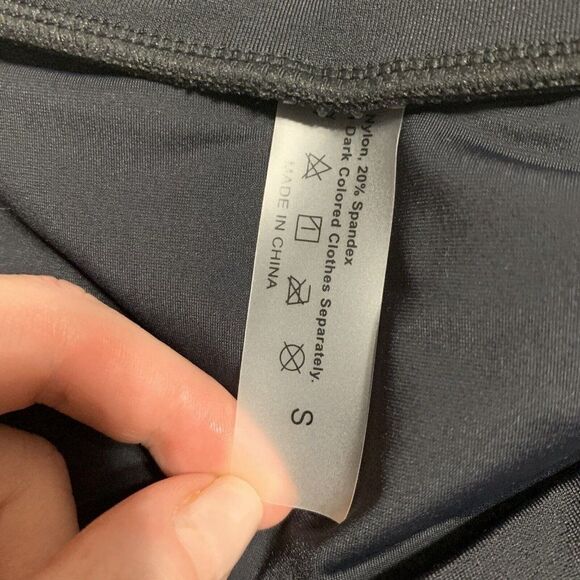 Nylon, 20% Spandex
Dark Colored Clothes Separately.
MADE IN CHINA
S